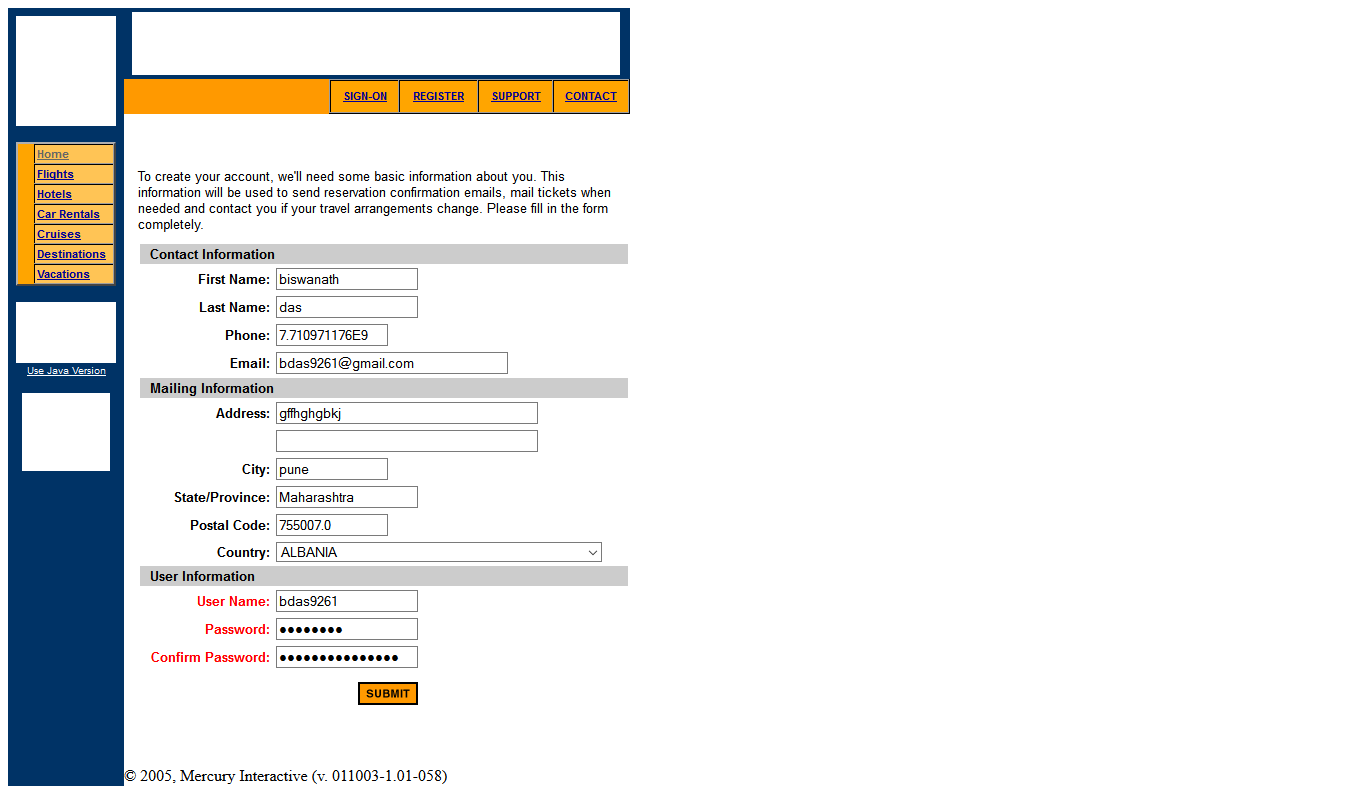 SIGN-ON REGISTER SUPPORT CONTACT
Home
Flights
Hotels
Car Rentals
Cruises
Destinations
Vacations
Use Java Version
To create your account, we'll need some basic information about you. This
information will be used to send reservation confirmation emails, mail tickets when
needed and contact you if your travel arrangements change. Please fill in the form
completely.
Contact Information
First Name: biswanath
Last Name: das
Phone: 7.710971176E9
Email: bdas9261@gmail.com
Mailing Information
Address: gffhghgbkj
City: pune
State/Province: Maharashtra
Postal Code: 755007.0
Country: ALBANIA
User Information
User Name: bdas9261
Password: ●●●●●●●●
Confirm Password: ●●●●●●●●●●●●●●●
SUBMIT
© 2005, Mercury Interactive (v. 011003-1.01-058)